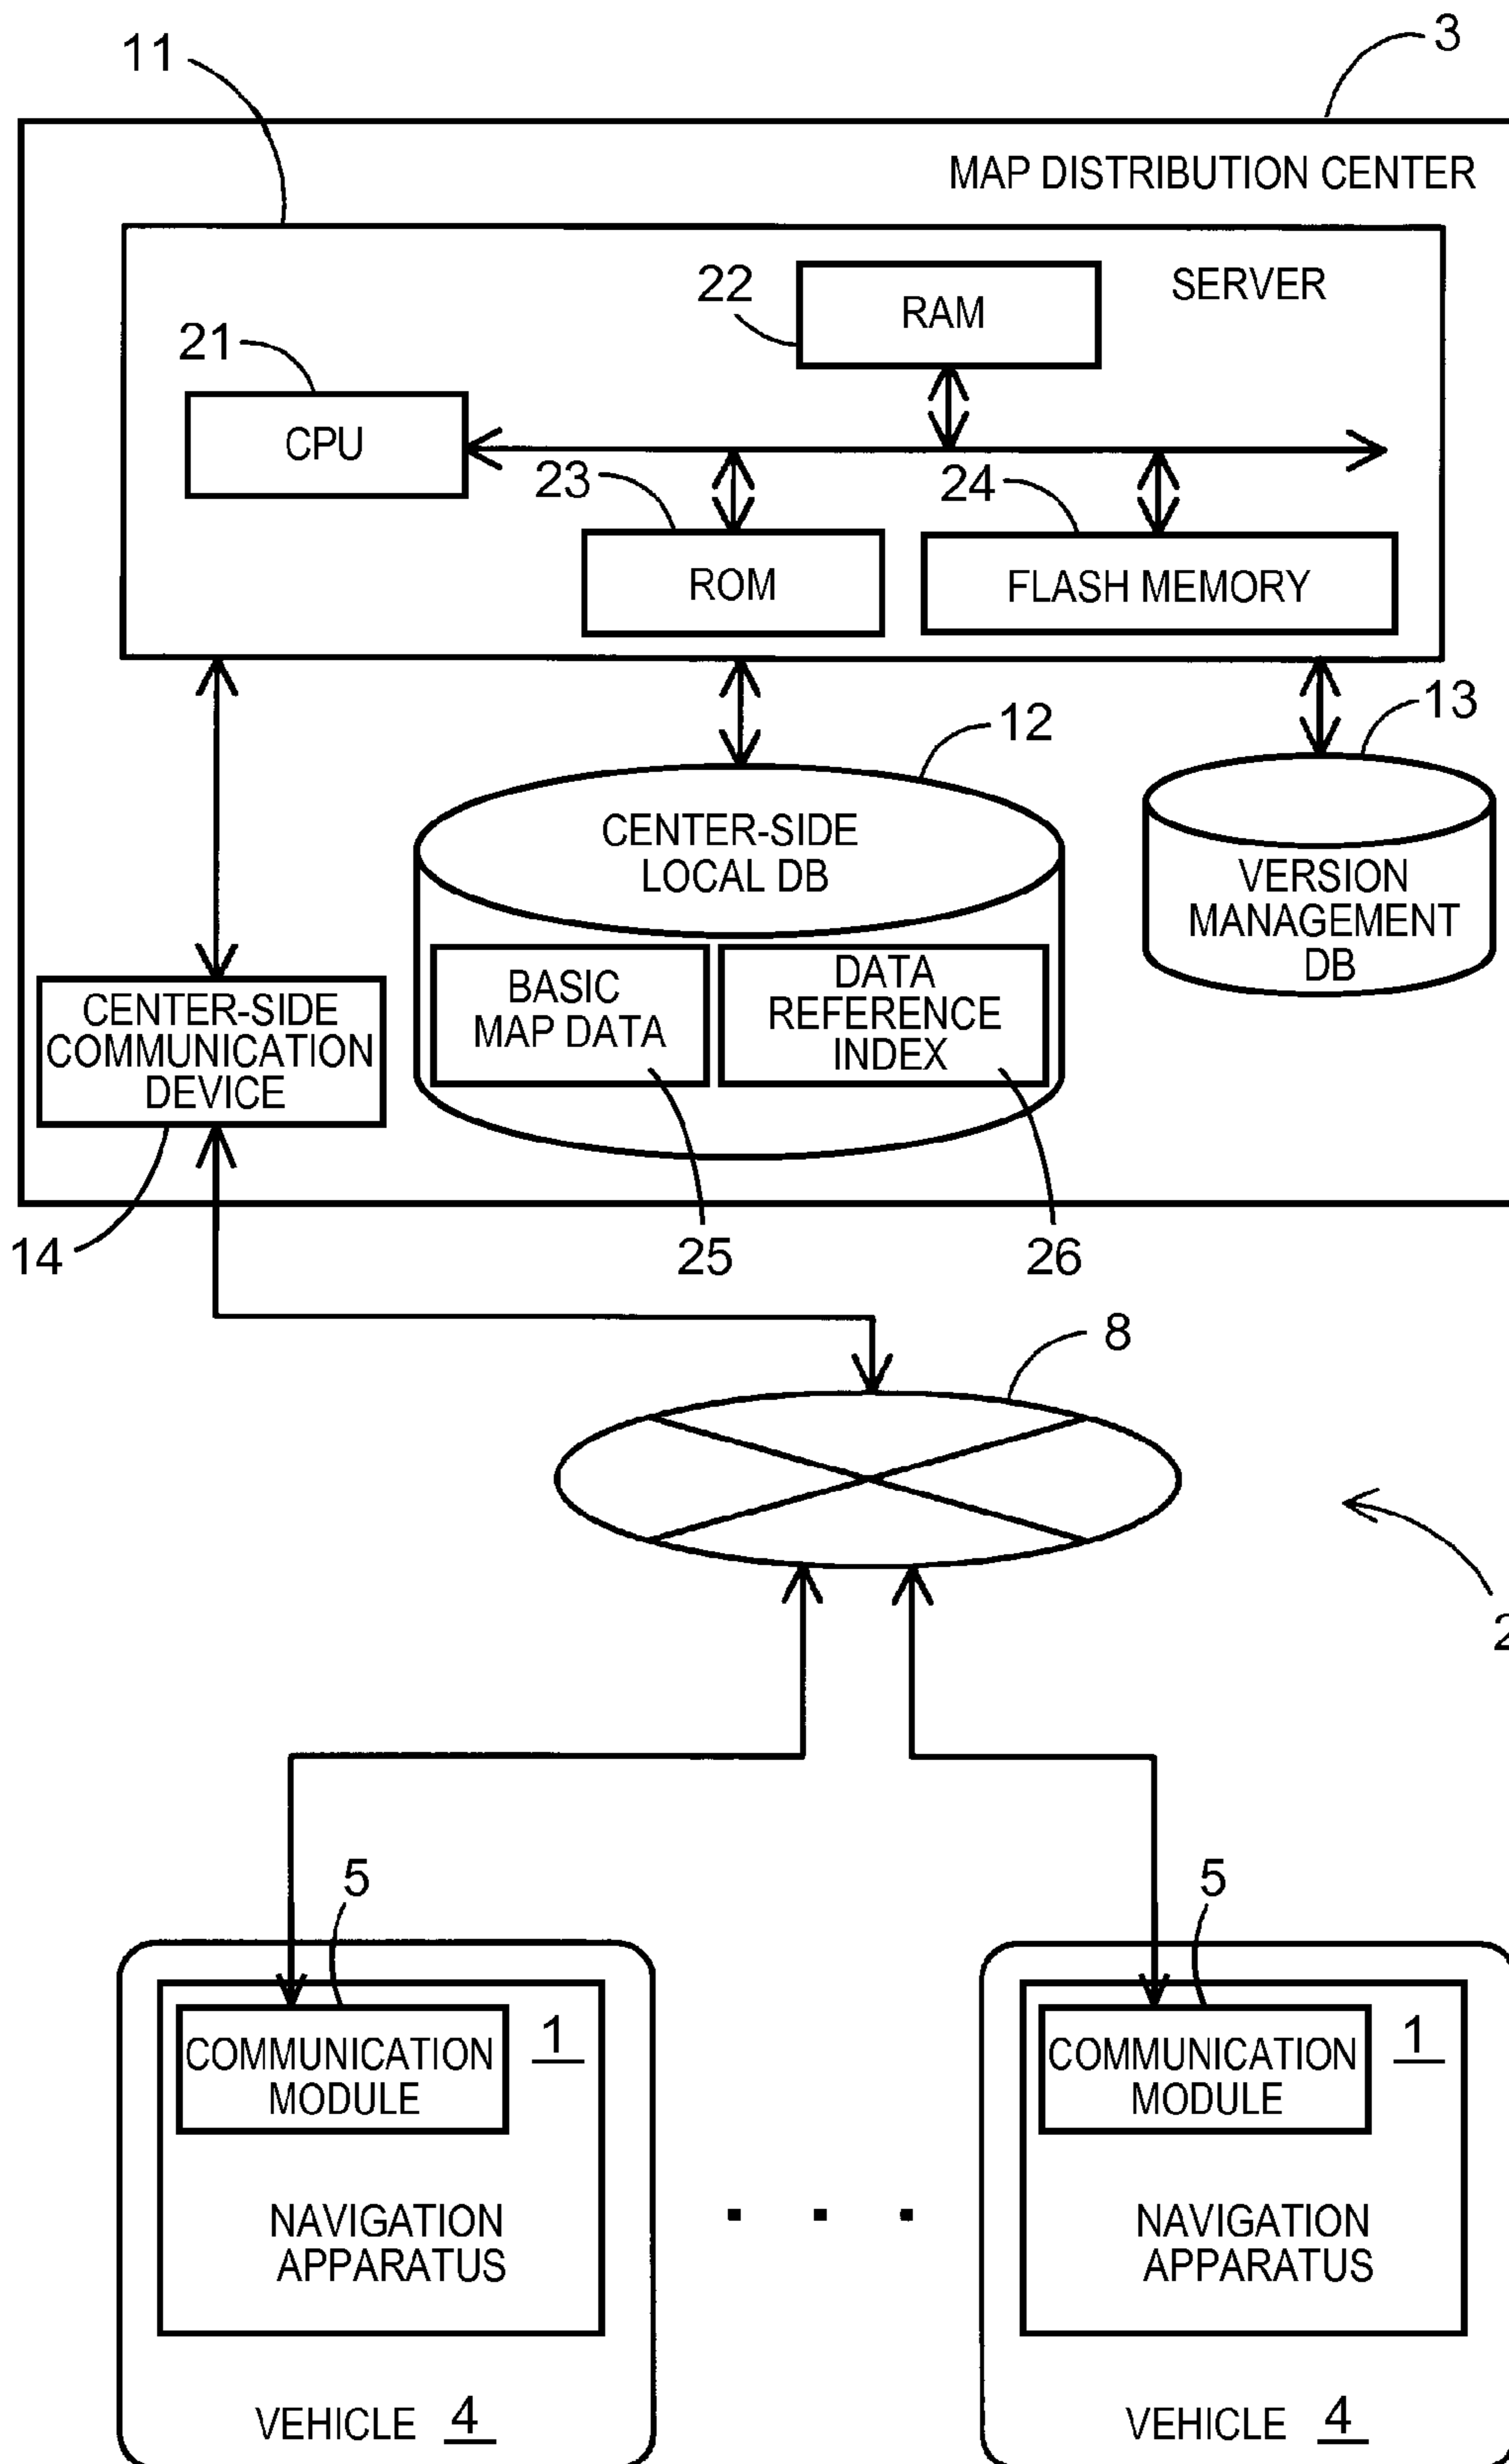 3
11
MAP DISTRIBUTION CENTER
SERVER
22
RAM
21
CPU
23
24
ROM
FLASH MEMORY
13
12
CENTER-SIDE
LOCAL DB
VERSION
MANAGEMENT
DB
BASIC
MAP DATA
DATA
REFERENCE
INDEX
CENTER-SIDE
COMMUNICATION
DEVICE
14
25
26
8
2
5
5
COMMUNICATION
MODULE
1
COMMUNICATION
MODULE
1
NAVIGATION
APPARATUS
NAVIGATION
APPARATUS
VEHICLE 4
VEHICLE 4